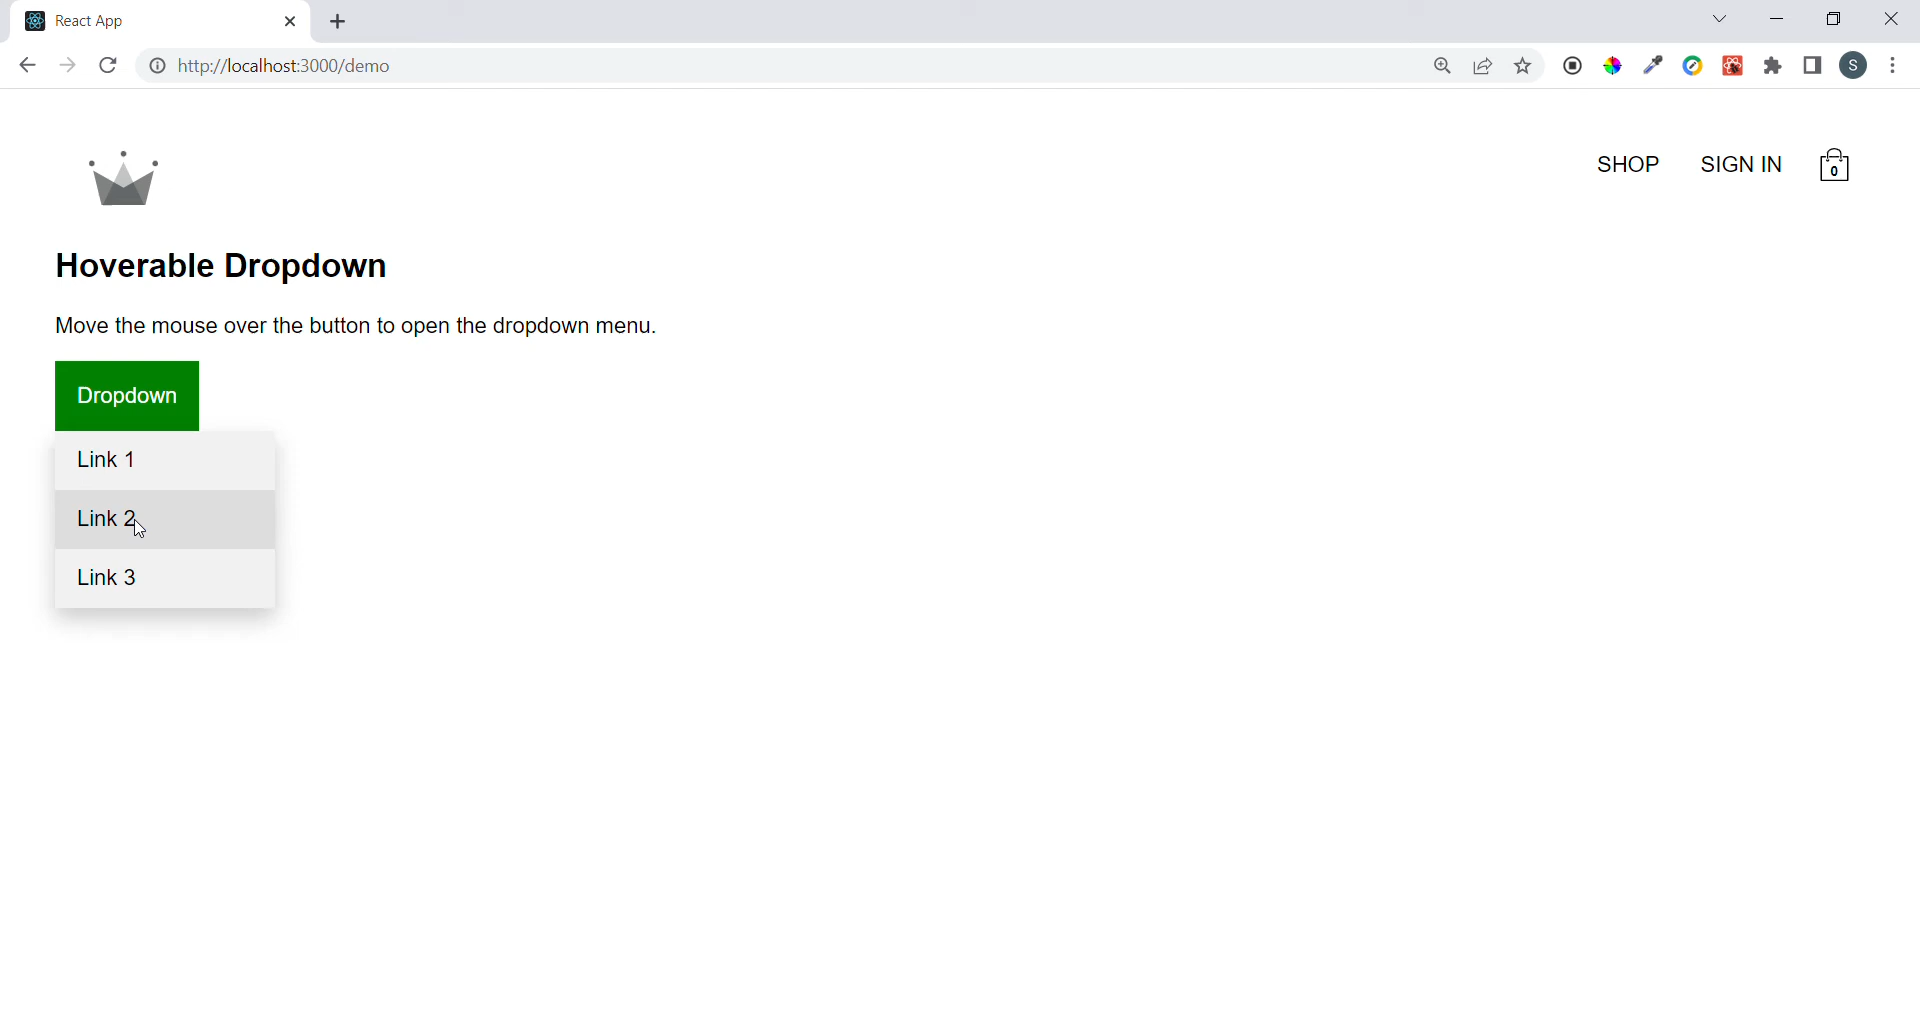 React App
http://localhost:3000/demo
S
SHOP SIGN IN 0
Hoverable Dropdown
Move the mouse over the button to open the dropdown menu.
Dropdown
Link 1
Link 2
Link 3